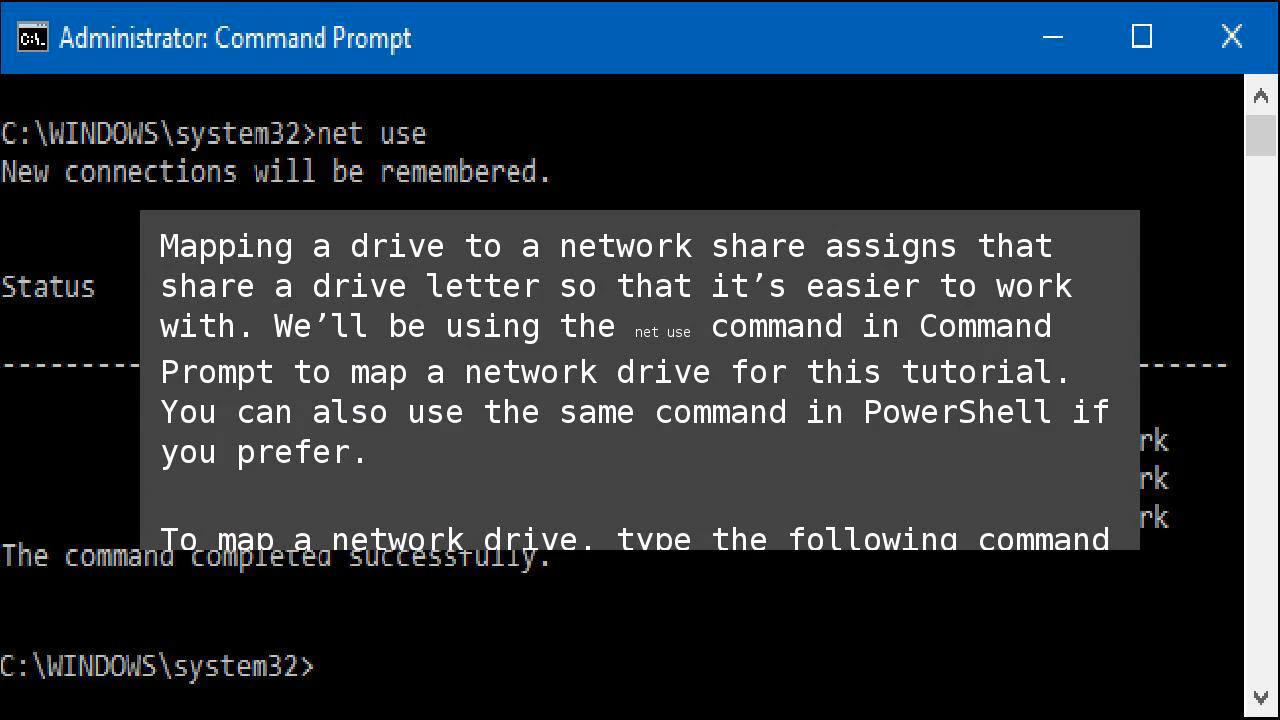 Administrator: Command Prompt
C:\WINDOWS\system32>net use
New connections will be remembered.
Status
Mapping a drive to a network share assigns that
share a drive letter so that it’s easier to work
with. We’ll be using the net use command in Command
Prompt to map a network drive for this tutorial.
You can also use the same command in PowerShell if
you prefer.
To map a network drive, type the following command
---------- ------
rk
rk
rk
The command completed successfully.
C:\WINDOWS\system32>